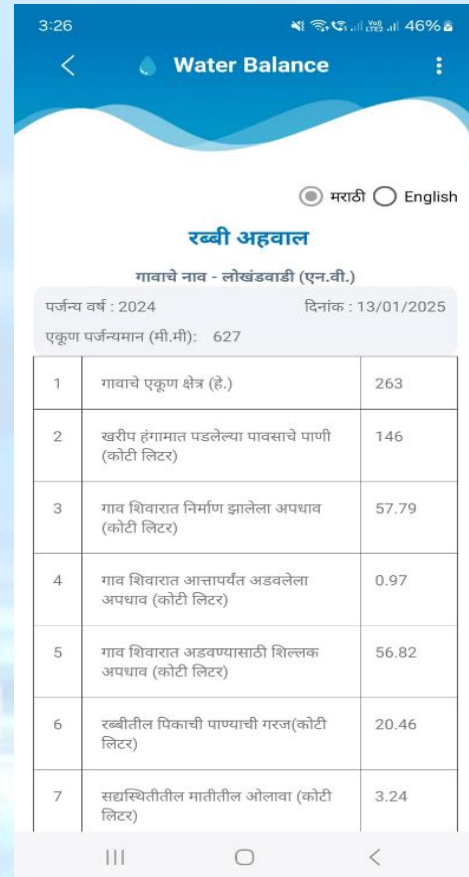 3:26 Vo)) LTE2 46%
Water Balance
मराठी English
रब्बी अहवाल
गावाचे नाव - लोखंडवाडी (एन.वी.)
पर्जन्य वर्ष : 2024 दिनांक : 13/01/2025
एकूण पर्जन्यमान (मी.मी): 627
1 गावाचे एकूण क्षेत्र (हे.) 263
2 खरीप हंगामात पडलेल्या पावसाचे पाणी 146
(कोटी लिटर)
3 गाव शिवारात निर्माण झालेला अपधाव 57.79
(कोटी लिटर)
4 गाव शिवारात आत्तापर्यंत अडवलेला 0.97
अपधाव (कोटी लिटर)
5 गाव शिवारात अडवण्यासाठी शिल्लक 56.82
अपधाव (कोटी लिटर)
6 रब्बीतील पिकाची पाण्याची गरज(कोटी 20.46
लिटर)
7 सद्यस्थितीतील मातीतील ओलावा (कोटी 3.24
लिटर)